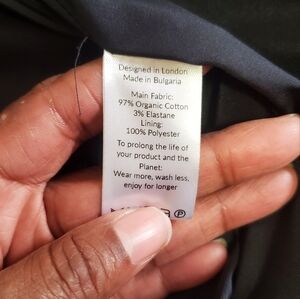 Designed in London
Made in Bulgaria
Main Fabric:
97% Organic Cotton
3% Elastane
Lining:
100% Polyester
To prolong the life of
your product and the
Planet:
Wear more, wash less,
enjoy for longer
P